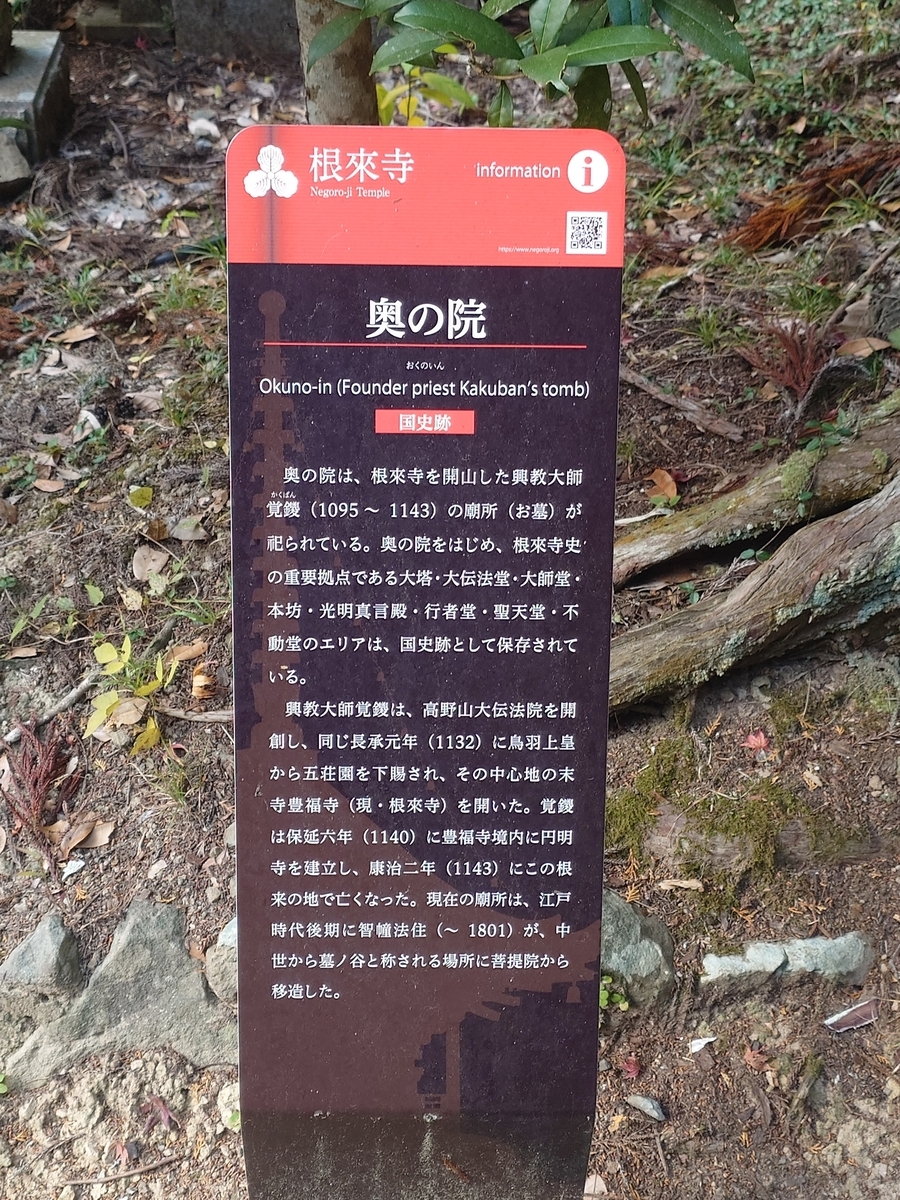 根來寺
Negoro-ji Temple
information
i
https://www.negoroji.org
奥の院
おくのいん
Okuno-in (Founder priest Kakuban's tomb)
国史跡
奥の院は、根來寺を開山した興教大師
かくばん
覚鑁（1095 〜 1143）の廟所（お墓）が
祀られている。奥の院をはじめ、根來寺史
の重要拠点である大塔・大伝法堂・大師堂・
本坊・光明真言殿・行者堂・聖天堂・不
動堂のエリアは、国史跡として保存されて
いる。
興教大師覚鑁は、高野山大伝法院を開
創し、同じ長承元年（1132）に鳥羽上皇
から五荘園を下賜され、その中心地の末
寺豊福寺（現・根來寺）を開いた。覚鑁
は保延六年（1140）に豊福寺境内に円明
寺を建立し、康治二年（1143）にこの根
来の地で亡くなった。現在の廟所は、江戸
時代後期に智幢法住（〜 1801）が、中
世から墓ノ谷と称される場所に菩提院から
移造した。